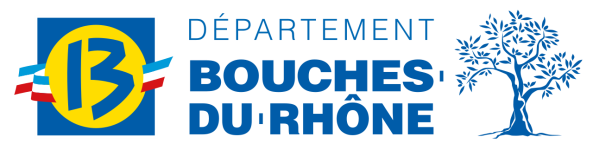 13
DÉPARTEMENT
BOUCHES-
DU-RHÔNE